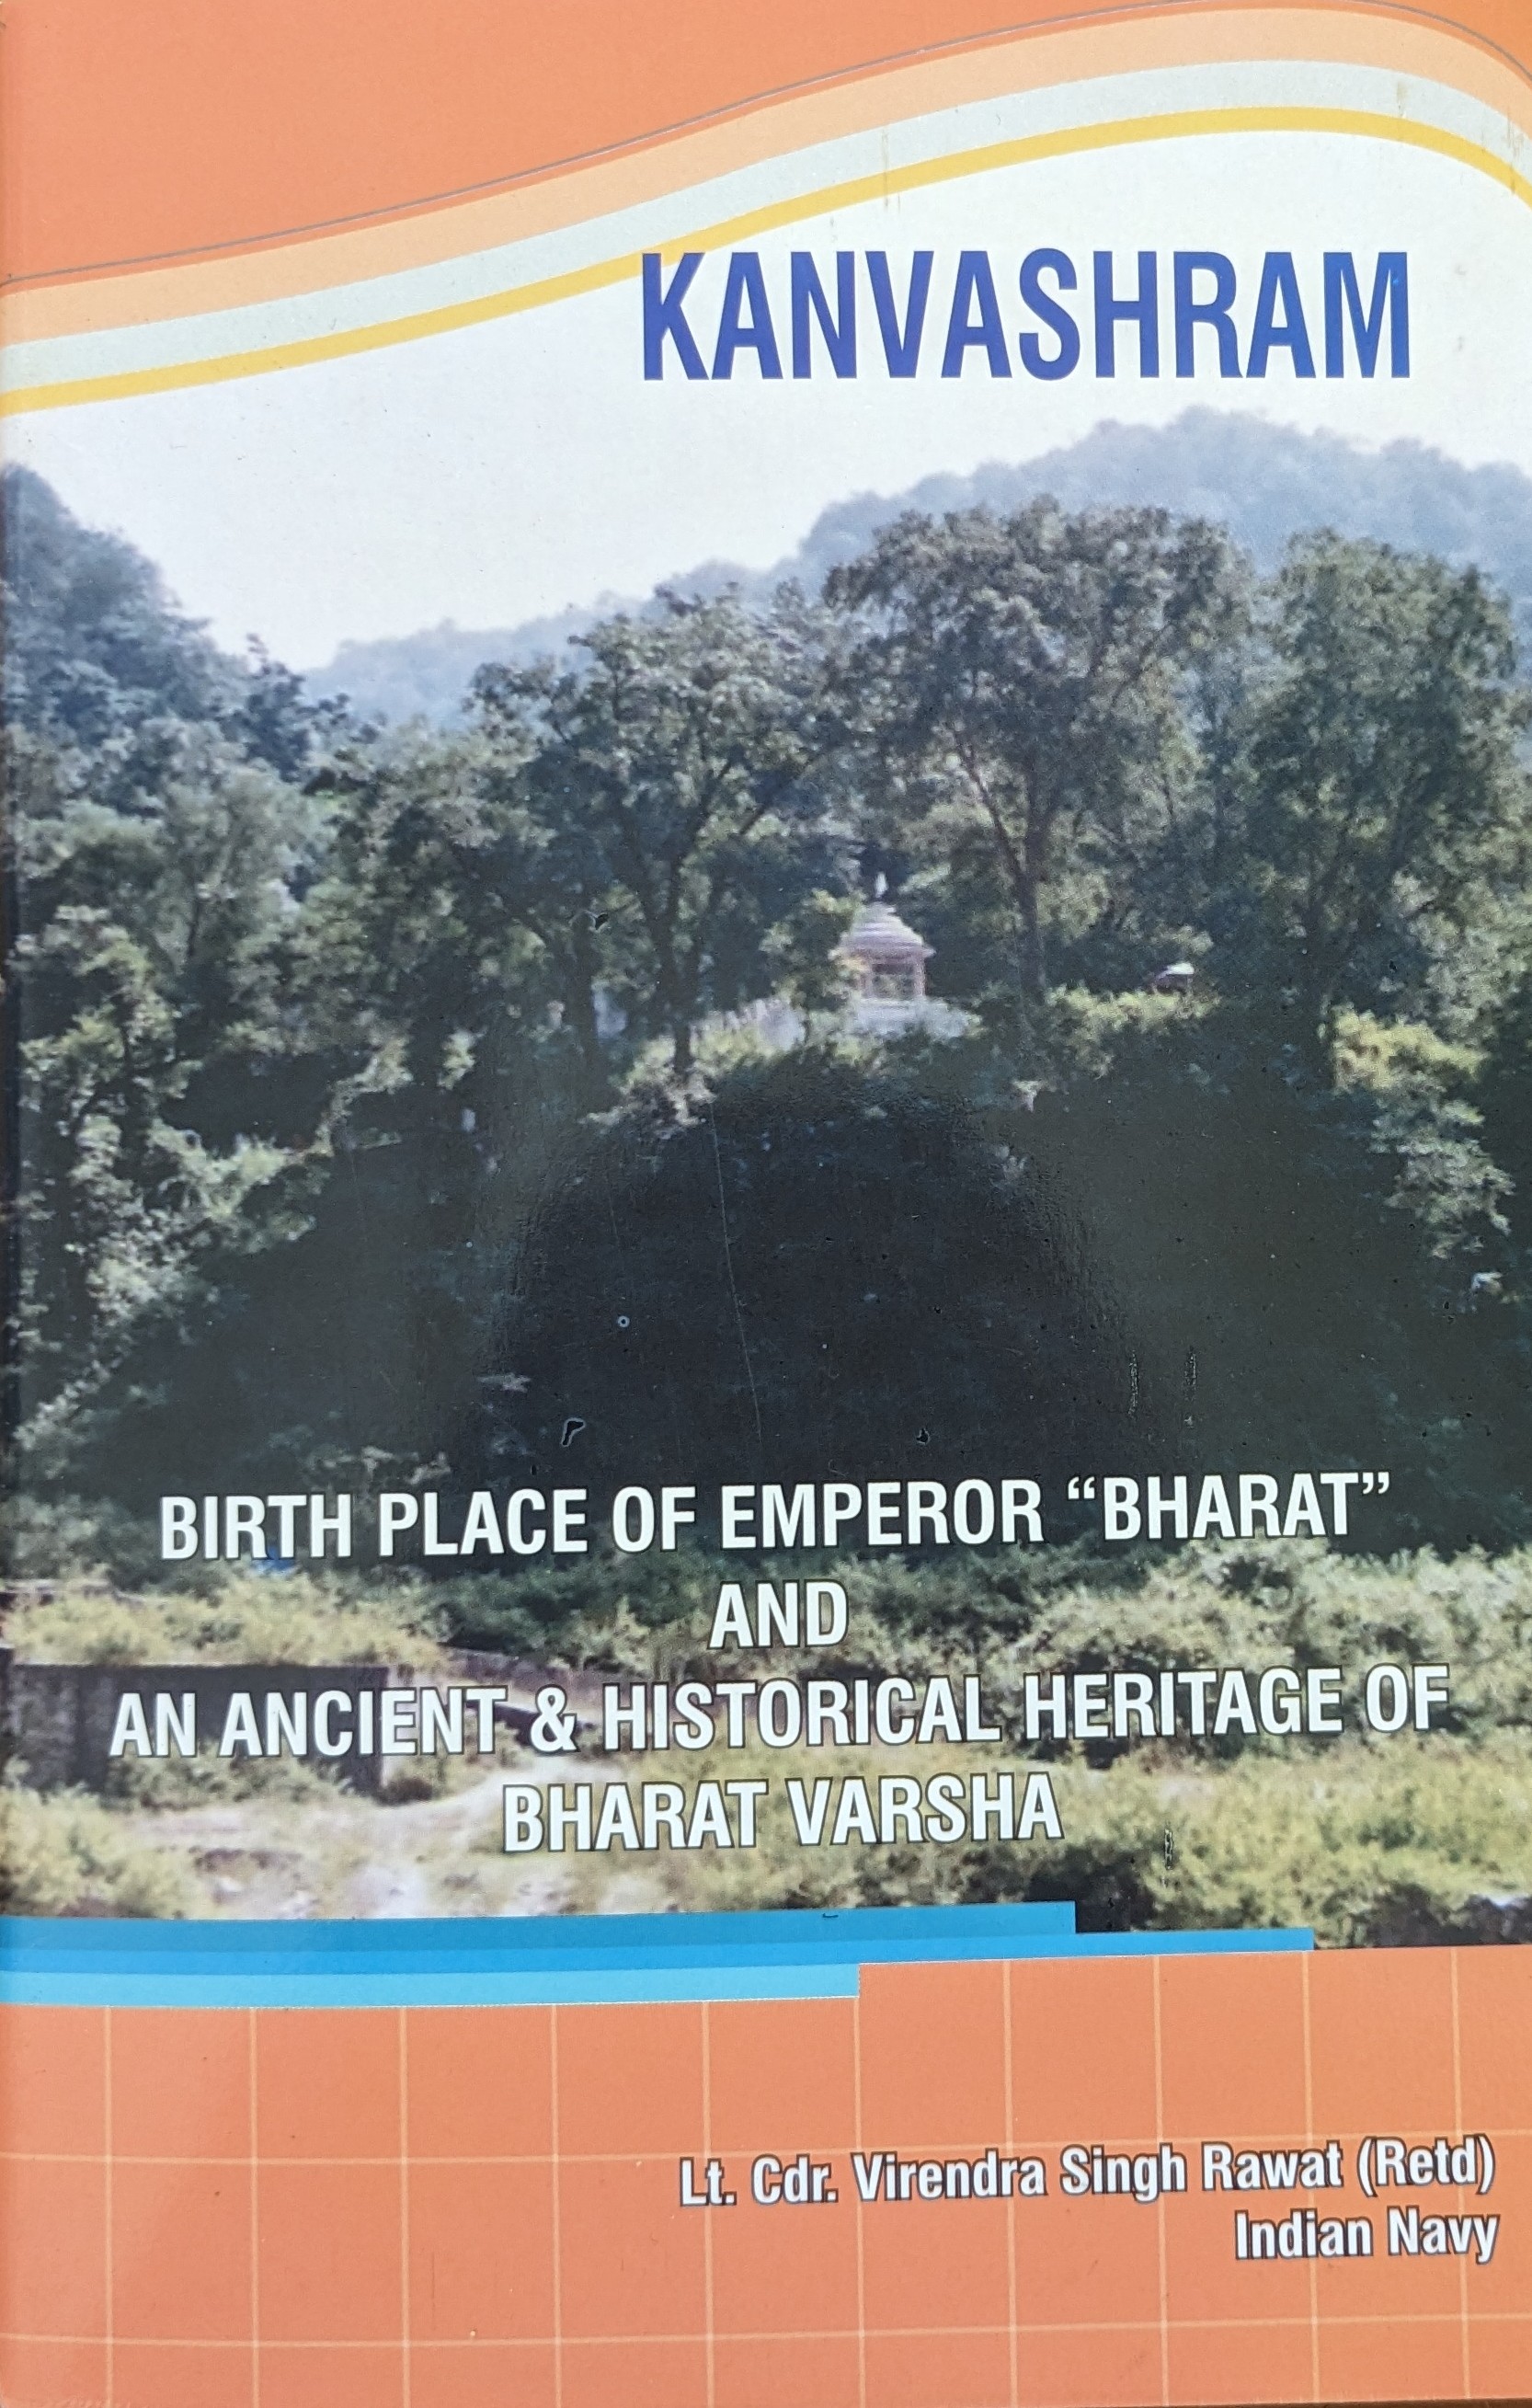 KANVASHRAM
BIRTH PLACE OF EMPEROR “BHARAT”
AND
AN ANCIENT & HISTORICAL HERITAGE OF
BHARAT VARSHA
Lt. Cdr. Virendra Singh Rawat (Retd)
Indian Navy